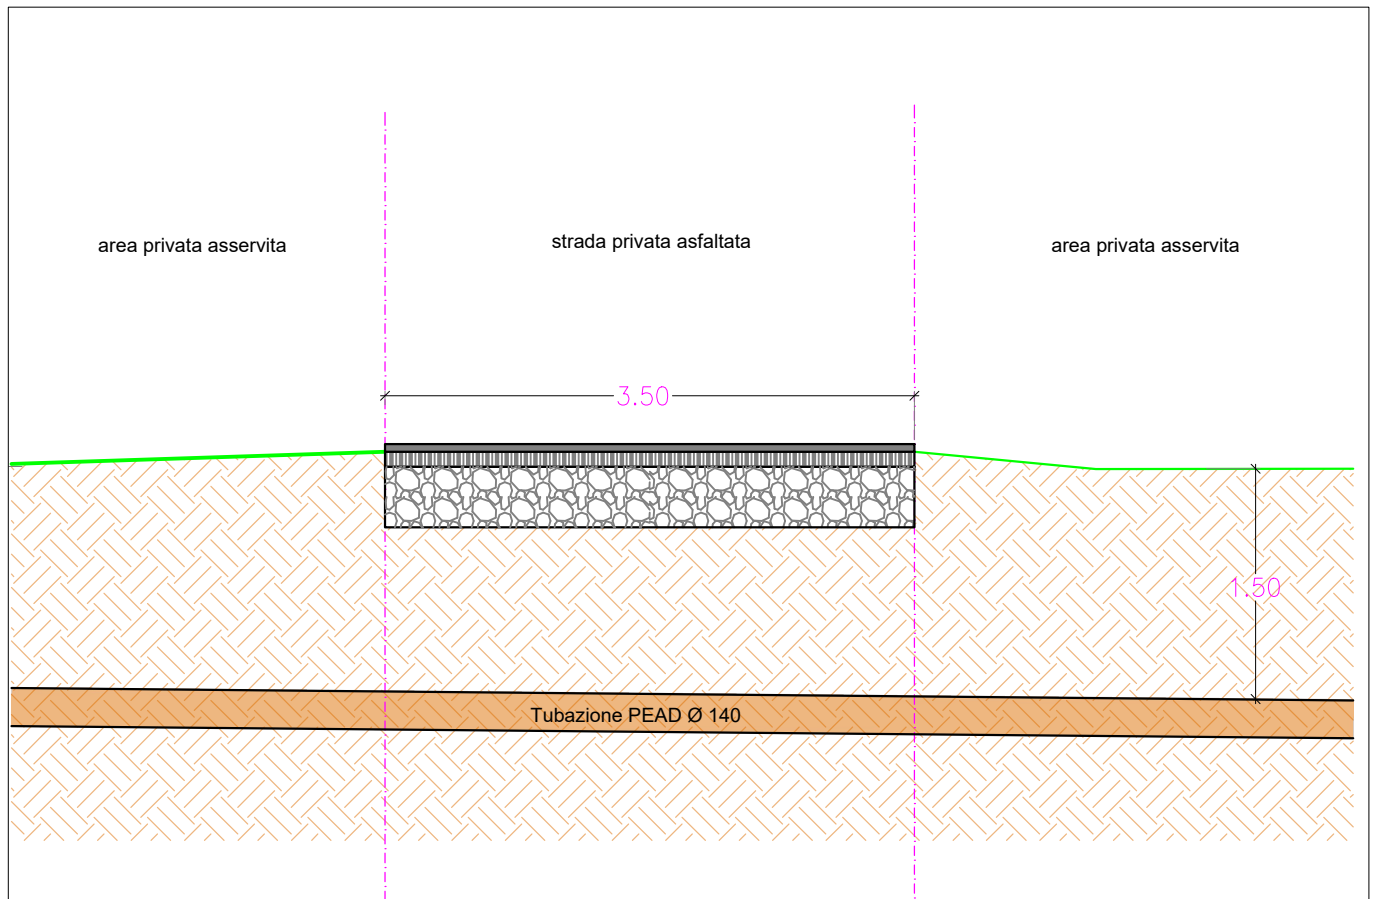 area privata asservita
strada privata asfaltata
area privata asservita
3.50
1.50
Tubazione PEAD Ø 140